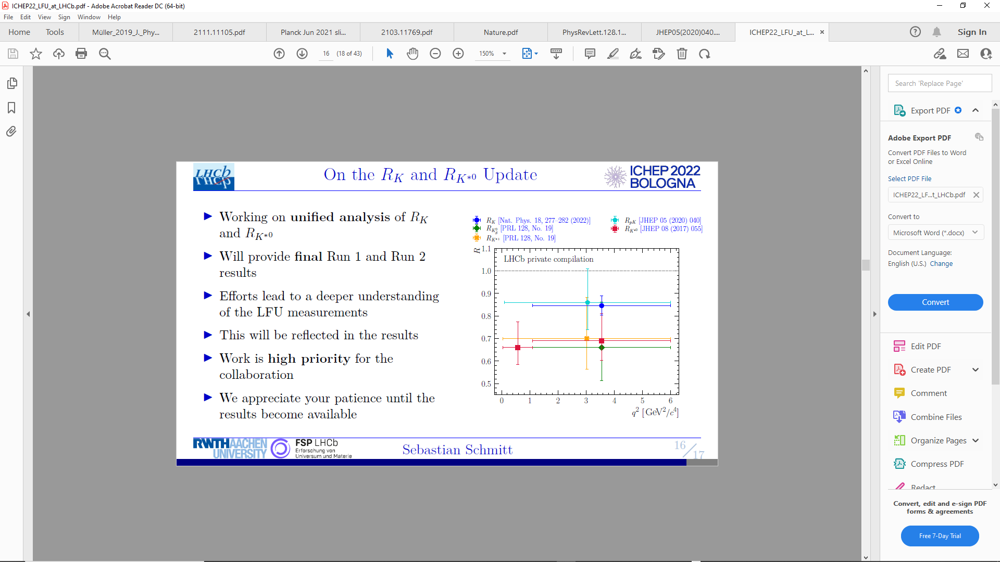 ICHEP22_LFU_at_LHCb.pdf - Adobe Acrobat Reader DC (64-bit)
File Edit View Sign Window Help
Home Tools Müller_2019_J._Phy... 2111.11105.pdf Planck Jun 2021 sli... 2103.11769.pdf Nature.pdf PhysRevLett.128.1... JHEP05(2020)040.... ICHEP22_LFU_at_L... × Sign In
16 (18 of 43) 150%
LHCb
On the R_K and R_{K*0} Update
ICHEP 2022
BOLOGNA
Working on unified analysis of R_K
and R_{K*0}
Will provide final Run 1 and Run 2
results
Efforts lead to a deeper understanding
of the LFU measurements
This will be reflected in the results
Work is high priority for the
collaboration
We appreciate your patience until the
results become available
R_K [Nat. Phys. 18, 277–282 (2022)]
R_{K_S^0} [PRL 128, No. 19]
R_{K*+} [PRL 128, No. 19]
R_{pK} [JHEP 05 (2020) 040]
R_{K*0} [JHEP 08 (2017) 055]
R
LHCb private compilation
1.1
1.0
0.9
0.8
0.7
0.6
0.5
0 1 2 3 4 5 6
q² [GeV²/c⁴]
RWTH AACHEN
UNIVERSITY
FSP LHCb
Erforschung von
Universum und Materie
Sebastian Schmitt
16/17
Search 'Replace Page'
Export PDF
Adobe Export PDF
Convert PDF Files to Word
or Excel Online
Select PDF File
ICHEP22_LF...t_LHCb.pdf
Convert to
Microsoft Word (*.docx)
Document Language:
English (U.S.) Change
Convert
Edit PDF
Create PDF
Comment
Combine Files
Organize Pages
Compress PDF
Redact
Convert, edit and e-sign PDF
forms & agreements
Free 7-Day Trial